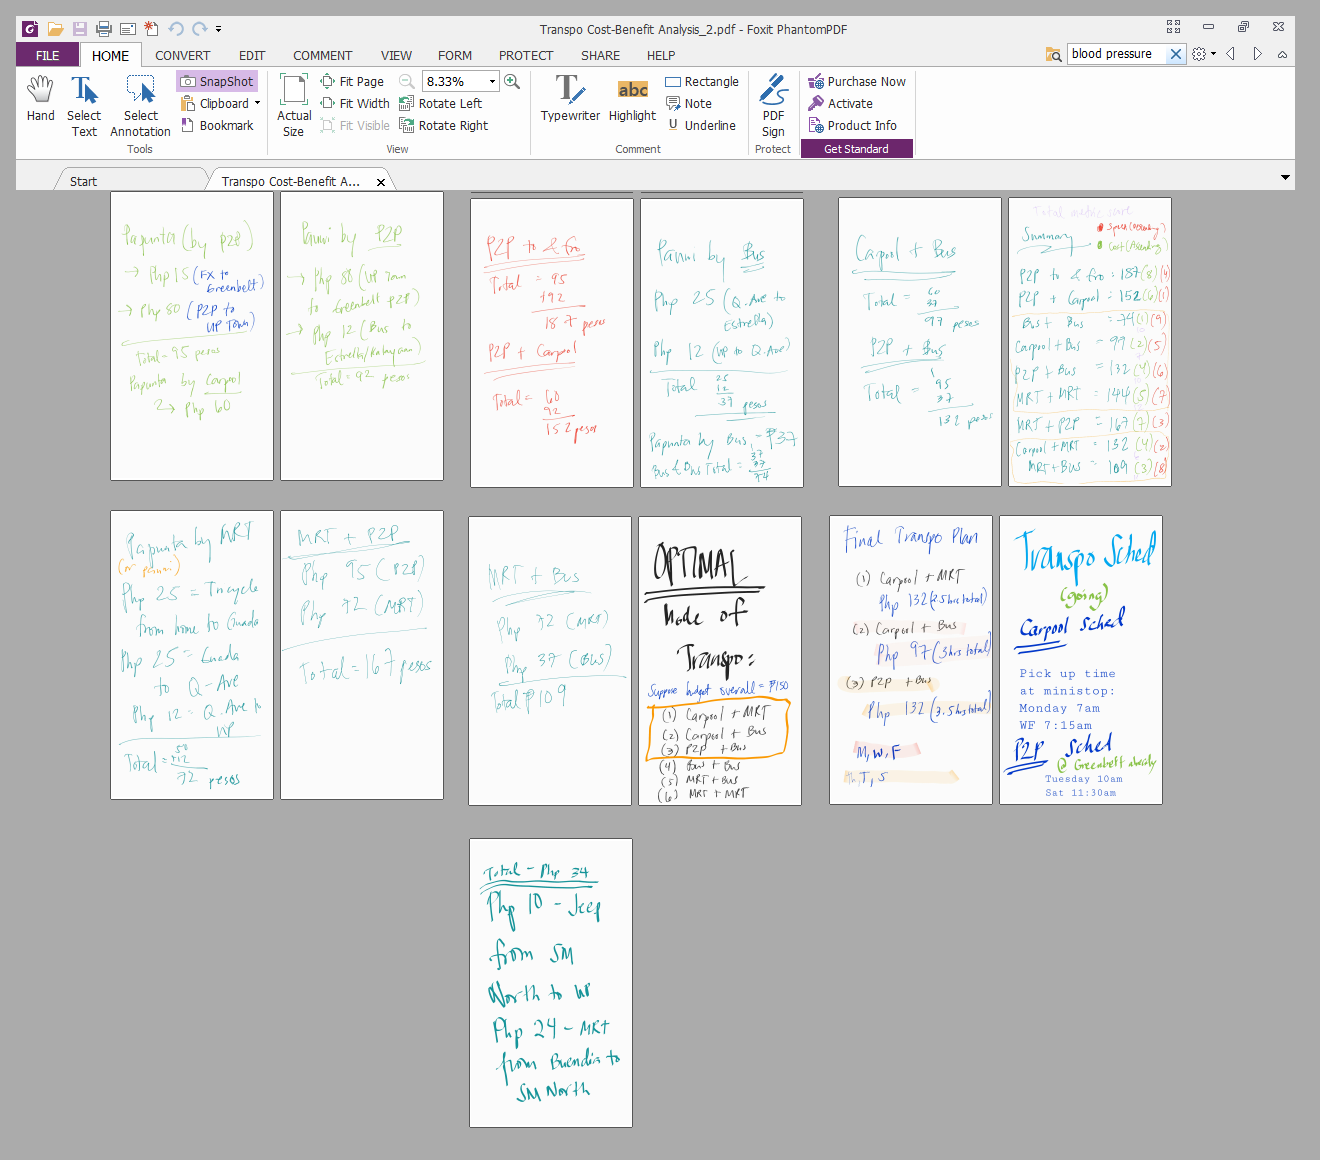 Transpo Cost-Benefit Analysis_2.pdf - Foxit PhantomPDF
FILE HOME CONVERT EDIT COMMENT VIEW FORM PROTECT SHARE HELP
blood pressure
Hand
Select Text
Select Annotation
SnapShot
Clipboard
Bookmark
Tools
Actual Size
Fit Page
Fit Width
Fit Visible
8.33%
Rotate Left
Rotate Right
View
Typewriter
Highlight
Rectangle
Note
Underline
Comment
PDF Sign
Protect
Purchase Now
Activate
Product Info
Get Standard
Start
Transpo Cost-Benefit A...
Papunta (by P2P)
→ Php 15 (FX to
Greenbelt)
→ Php 80 (P2P to
UP Town)
Total - 95 pesos
Papunta by Carpool
→ Php 60
Pauwi by P2P
→ Php 80 (UP Town
to Greenbelt P2P)
→ Php 12 (Bus to
Estrella/Kalayaan)
Total = 92 pesos
P2P to & fro
Total = 95
+92
187 pesos
P2P + Carpool
Total = 60
92
152 pesos
Pauwi by Bus
Php 25 (Q. Ave to
Estrella)
Php 12 (UP to Q. Ave)
Total 25
12
37 pesos
Papunta by Bus = ₱37
Bus & Bus Total = 37
37
74
Carpool + Bus
Total = 60
37
97 pesos
P2P + Bus
Total = 95
37
132 pesos
Summary
Speed (Ascending)
Cost (Ascending)
P2P to & fro : 187 (8) (4)
P2P + Carpool = 152 (6) (1)
Bus + Bus = 74 (1) (9)
Carpool + Bus = 97 (2) (5)
P2P + Bus = 132 (4) (6)
MRT + MRT = 144 (5) (7)
MRT + P2P = 167 (7) (3)
Carpool + MRT = 132 (4) (2)
MRT + Bus = 109 (3) (8)
Papunta by MRT
(or pauwi)
Php 25 = Tricycle
from home to Guada
Php 25 = Guada
to Q-Ave
Php 12 = Q. Ave to
UP
Total = 50
+12
72 pesos
MRT + P2P
Php 95 (P2P)
Php 72 (MRT)
Total = 167 pesos
MRT + Bus
Php 72 (MRT)
Php 37 (BUS)
Total ₱109
OPTIMAL
Mode of
Transpo:
Suppose budget overall = ₱150
(1) Carpool + MRT
(2) Carpool + Bus
(3) P2P + Bus
(4) Bus + Bus
(5) MRT + Bus
(6) MRT + MRT
Final Transpo Plan
(1) Carpool + MRT
Php 132 (2.5 hrs total)
(2) Carpool + Bus
Php 97 (3 hrs total)
(3) P2P + Bus
Php 132 (3.5 hrs total)
M, W, F
Th, T, S
Transpo Sched
(going)
Carpool Sched
Pick up time
at ministop:
Monday 7am
WF 7:15am
P2P Sched
@ Greenbelt already
Tuesday 10am
Sat 11:30am
Total - Php 34
Php 10 - Jeep
from SM
North to UP
Php 24 - MRT
from Buendia to
SM North